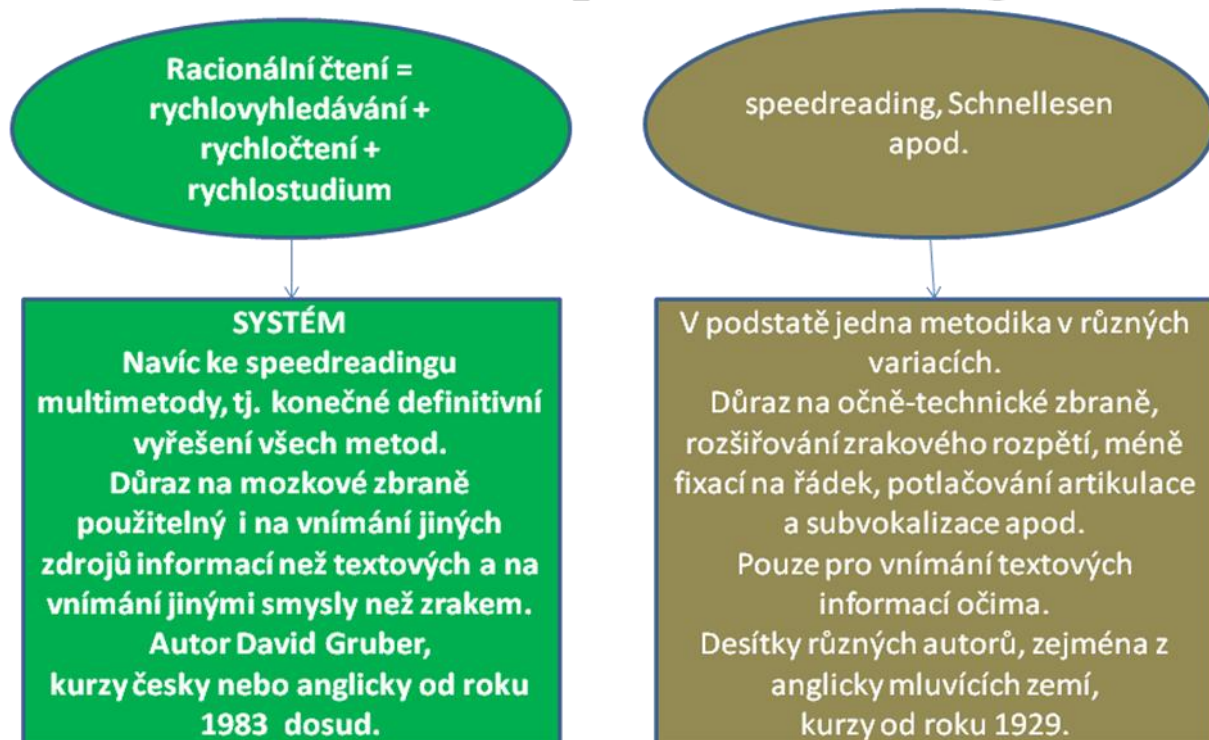 Racionální čtení =
rychlovyhledávání +
rychločtení +
rychlostudium
speedreading, Schnellesen
apod.
SYSTÉM
Navíc ke speedreadingu
multimetody, tj. konečné definitivní
vyřešení všech metod.
Důraz na mozkové zbraně
použitelný i na vnímání jiných
zdrojů informací než textových a na
vnímání jinými smysly než zrakem.
Autor David Gruber,
kurzy česky nebo anglicky od roku
1983 dosud.
V podstatě jedna metodika v různých
variacích.
Důraz na očně-technické zbraně,
rozšiřování zrakového rozpětí, méně
fixací na řádek, potlačování artikulace
a subvokalizace apod.
Pouze pro vnímání textových
informací očima.
Desítky různých autorů, zejména z
anglicky mluvících zemí,
kurzy od roku 1929.